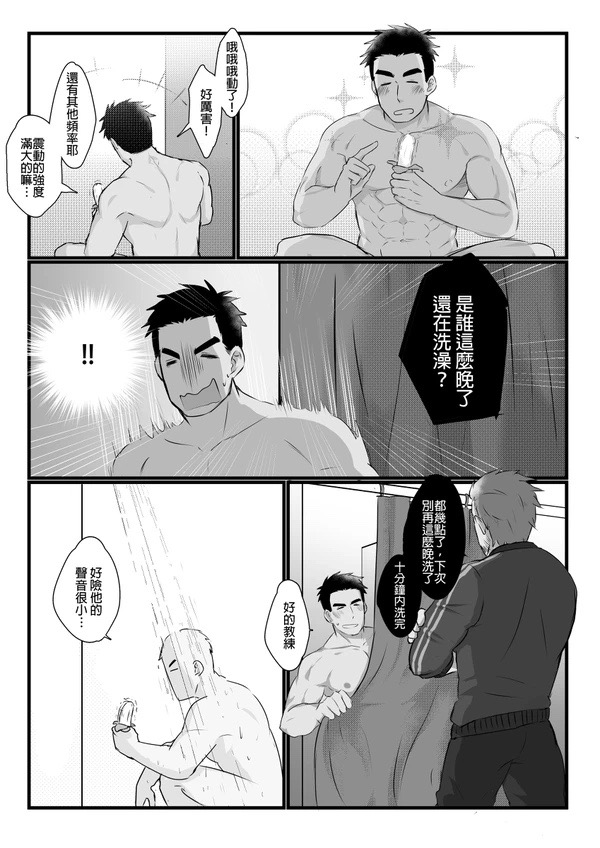 哦哦哦動了！
好厲害！
還有其他頻率耶
震動的強度
滿大的嘛…
!!
是誰這麼晚了
還在洗澡？
都幾點了，下次
別再這麼晚洗了
十分鐘內洗完
好的教練
好險他的
聲音很小…